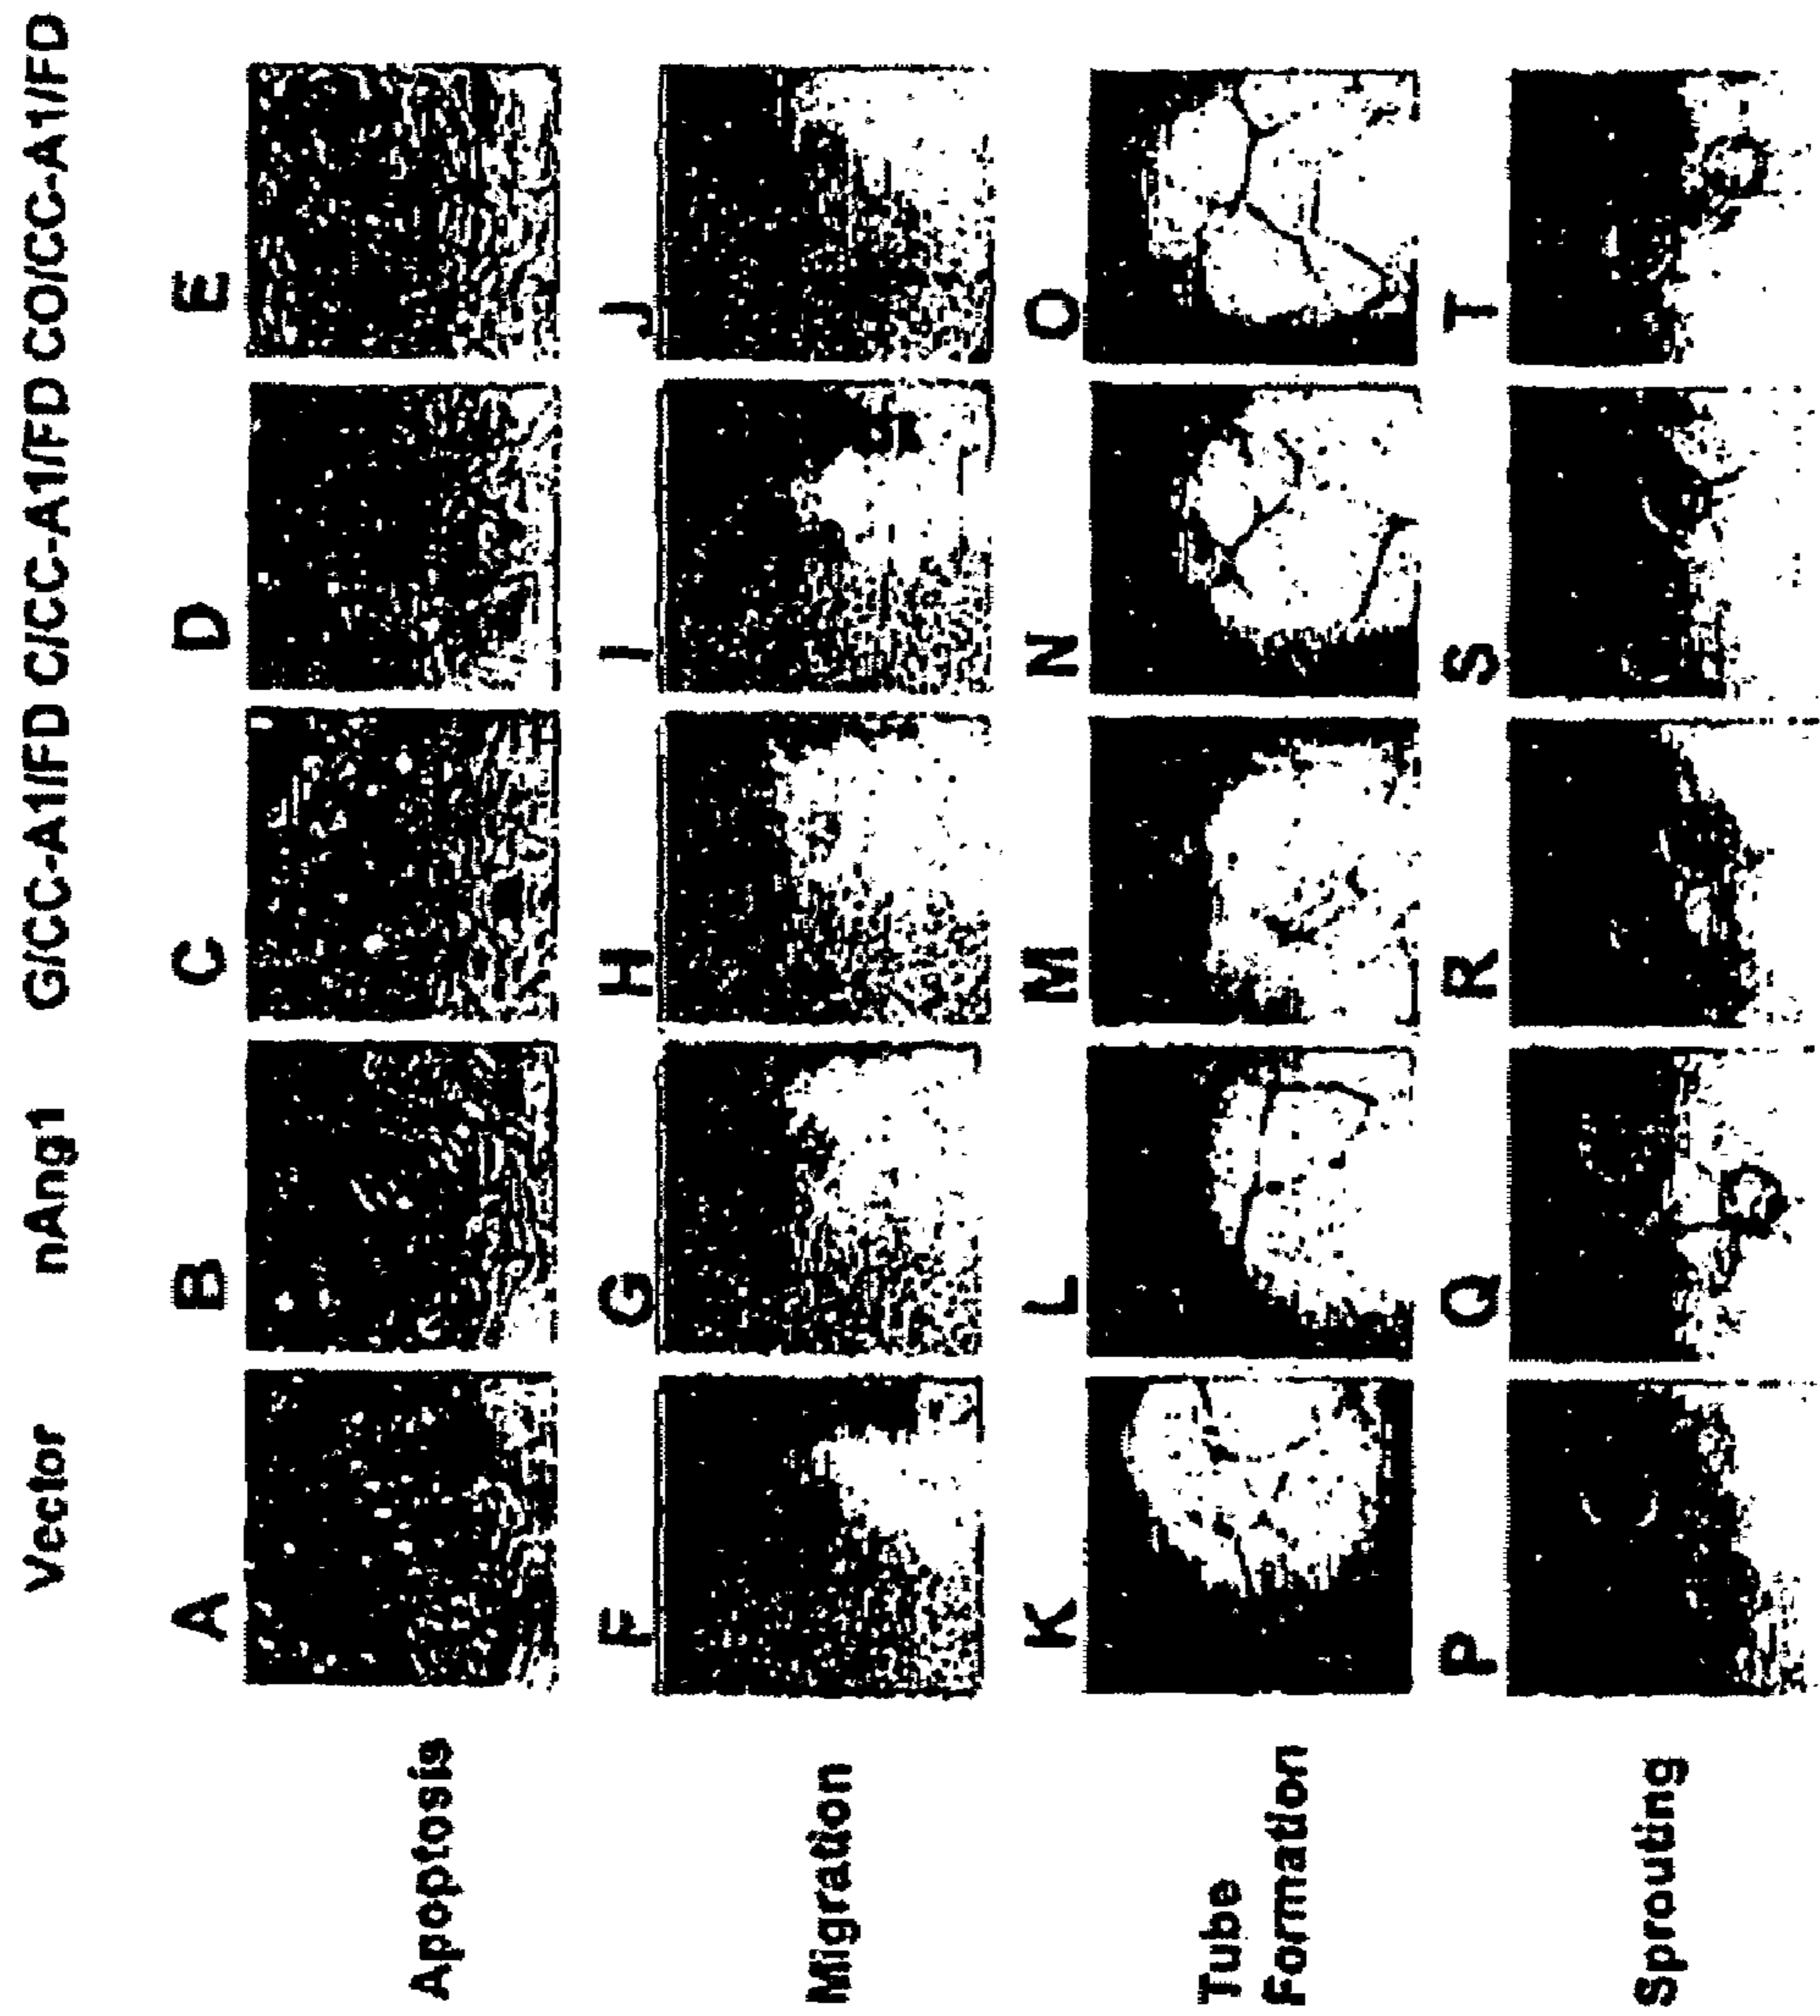 Vector nAng1 G/CC-A1/FD C/CC-A1/FD CO/CC-A1/FD
A B C D E
Apoptosis
F G H I J
Migration
K L M N O
Tube
Formation
P Q R S T
Sprouting